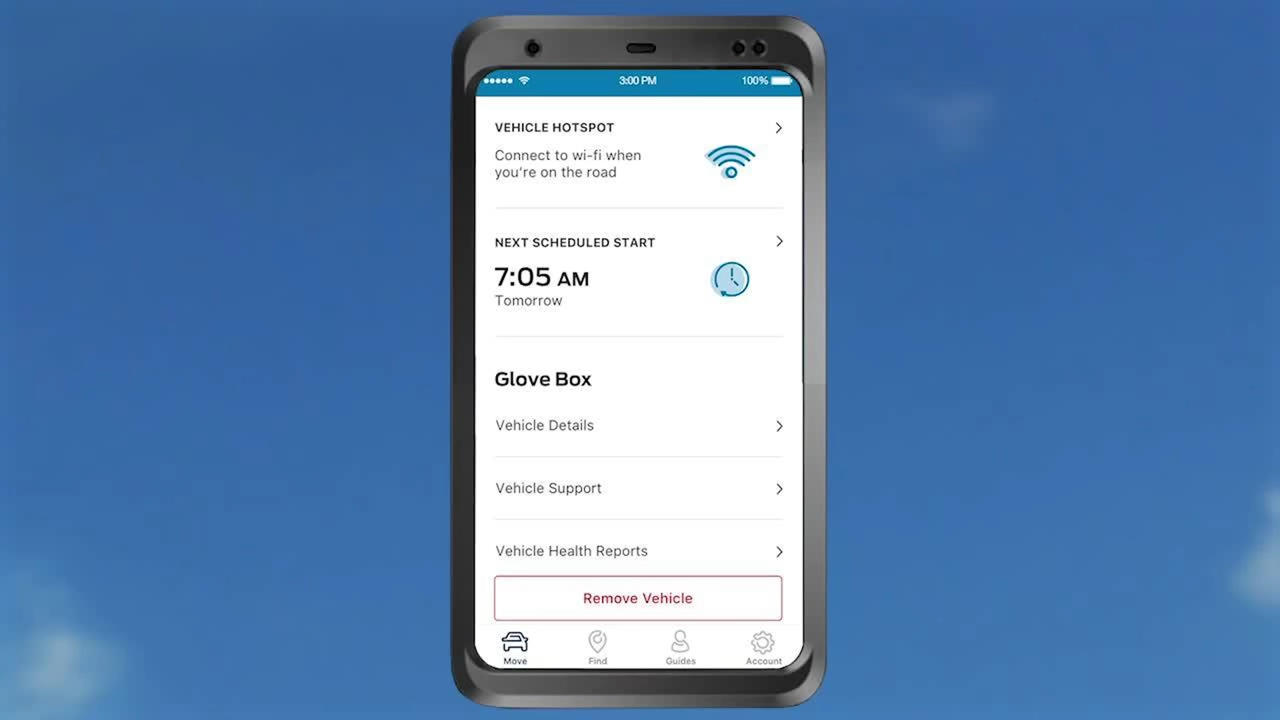 3:00 PM 100%
VEHICLE HOTSPOT
Connect to wi-fi when
you're on the road
NEXT SCHEDULED START
7:05 AM
Tomorrow
Glove Box
Vehicle Details
Vehicle Support
Vehicle Health Reports
Remove Vehicle
Move Find Guides Account